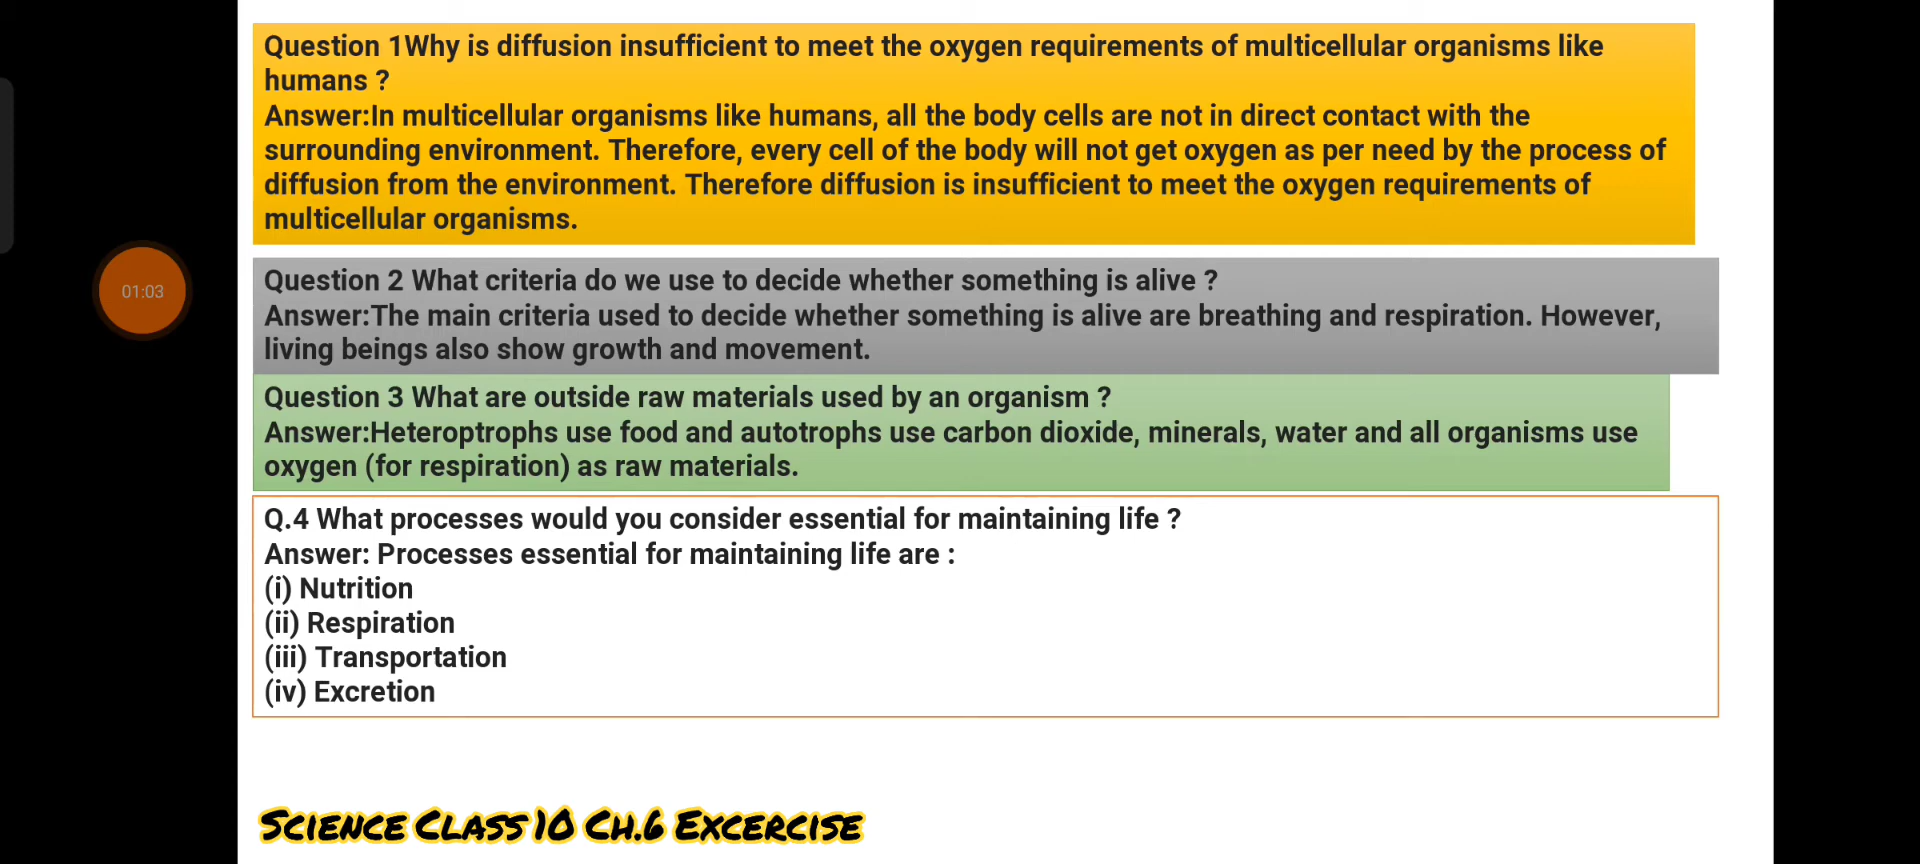 Question 1Why is diffusion insufficient to meet the oxygen requirements of multicellular organisms like
humans ?
Answer:In multicellular organisms like humans, all the body cells are not in direct contact with the
surrounding environment. Therefore, every cell of the body will not get oxygen as per need by the process of
diffusion from the environment. Therefore diffusion is insufficient to meet the oxygen requirements of
multicellular organisms.
01:03
Question 2 What criteria do we use to decide whether something is alive ?
Answer:The main criteria used to decide whether something is alive are breathing and respiration. However,
living beings also show growth and movement.
Question 3 What are outside raw materials used by an organism ?
Answer:Heteroptrophs use food and autotrophs use carbon dioxide, minerals, water and all organisms use
oxygen (for respiration) as raw materials.
Q.4 What processes would you consider essential for maintaining life ?
Answer: Processes essential for maintaining life are :
(i) Nutrition
(ii) Respiration
(iii) Transportation
(iv) Excretion
Science Class 10 Ch.6 Excercise